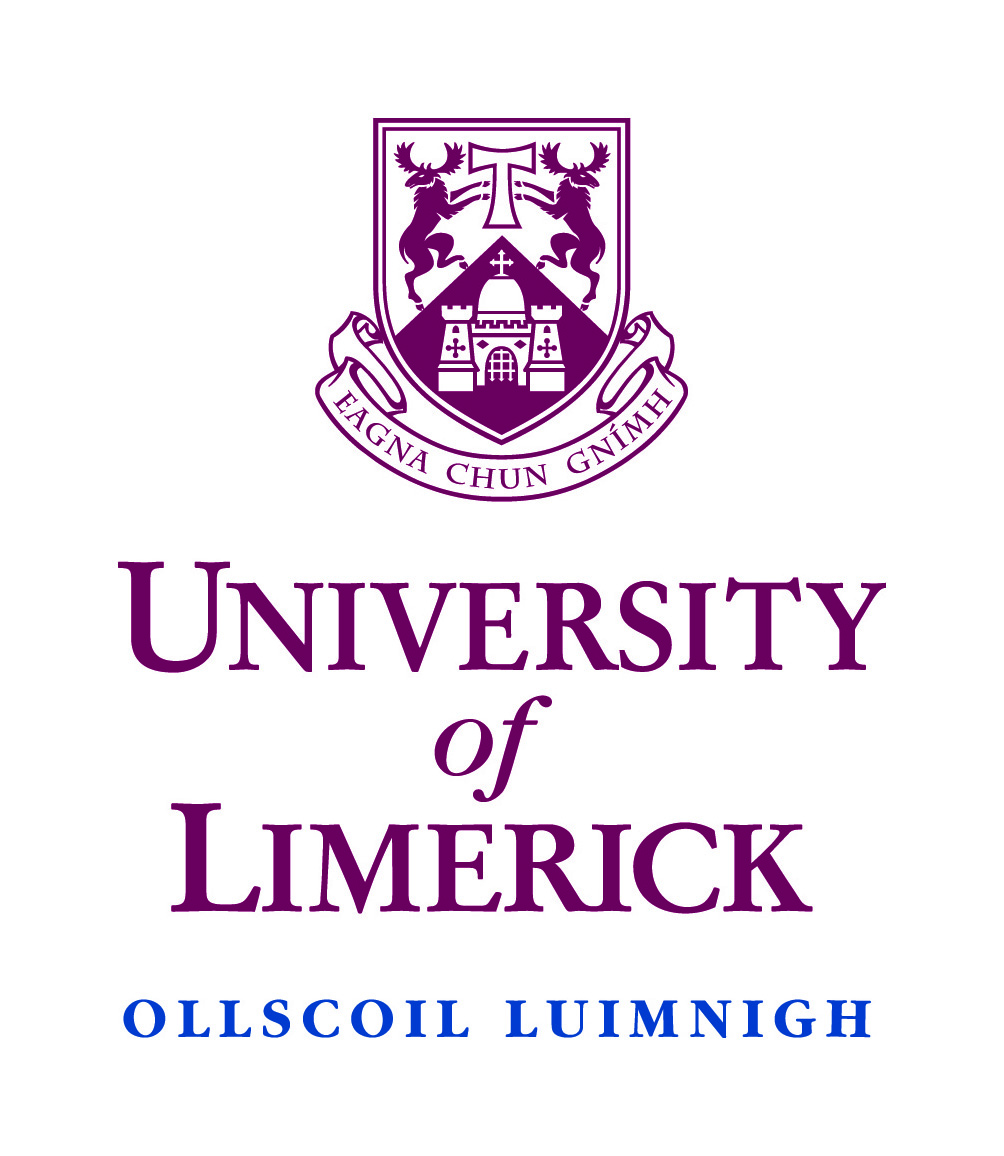 EAGNA CHUN GNÍMH
UNIVERSITY
of
LIMERICK
OLLSCOIL LUIMNIGH